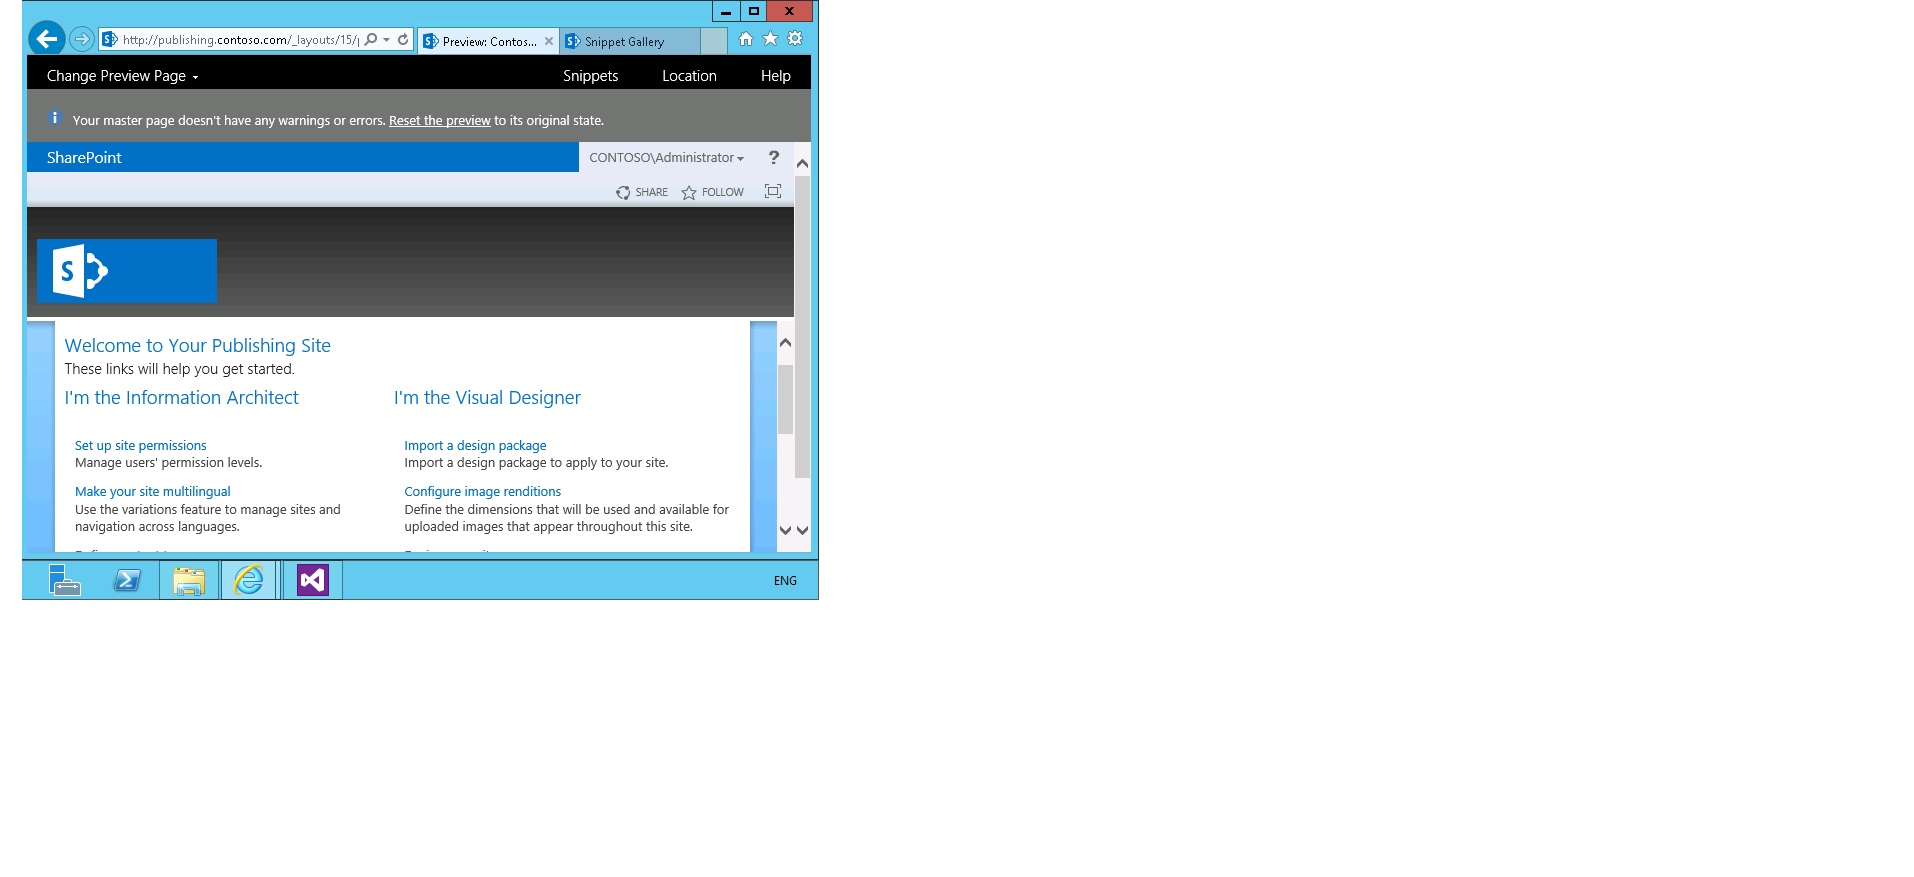 http://publishing.contoso.com/_layouts/15/
Preview: Contos...
Snippet Gallery
Change Preview Page
Snippets
Location
Help
Your master page doesn't have any warnings or errors. Reset the preview to its original state.
SharePoint
CONTOSO\Administrator
?
SHARE
FOLLOW
S
Welcome to Your Publishing Site
These links will help you get started.
I'm the Information Architect
I'm the Visual Designer
Set up site permissions
Manage users' permission levels.
Import a design package
Import a design package to apply to your site.
Make your site multilingual
Use the variations feature to manage sites and
navigation across languages.
Configure image renditions
Define the dimensions that will be used and available for
uploaded images that appear throughout this site.
ENG